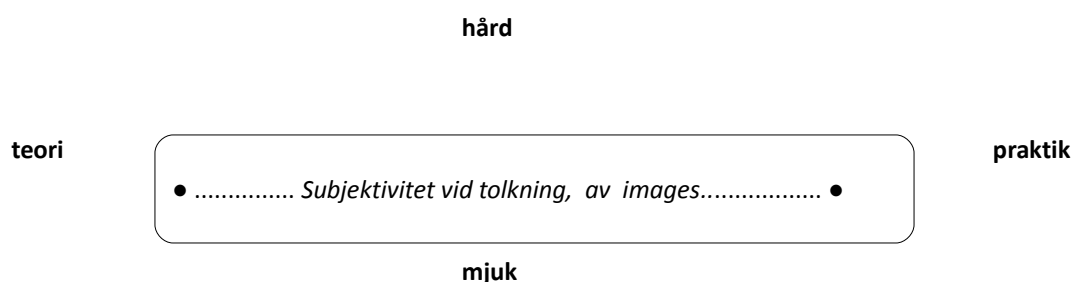 hård
teori
praktik
● .............. Subjektivitet vid tolkning, av images.................. ●
mjuk